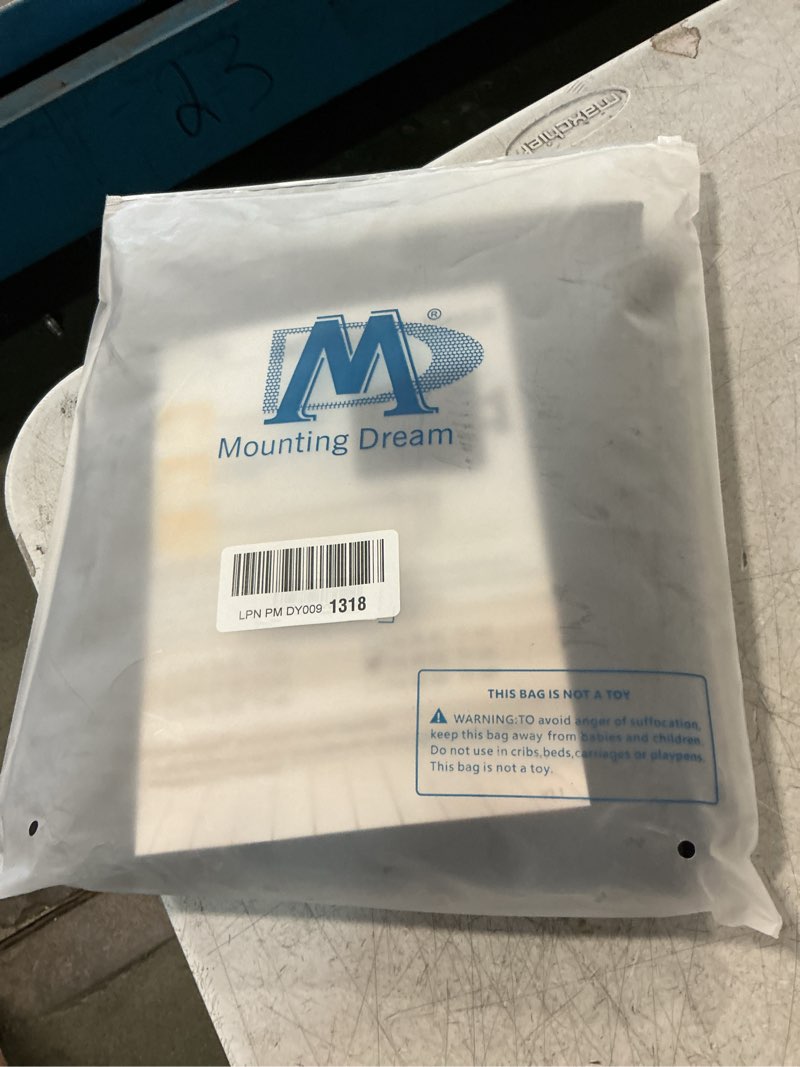 23
maxchief
M
®
Mounting Dream
LPN PM DY009 1318
THIS BAG IS NOT A TOY
WARNING:TO avoid anger of suffocation,
keep this bag away from babies and children.
Do not use in cribs,beds,carriages or playpens.
This bag is not a toy.